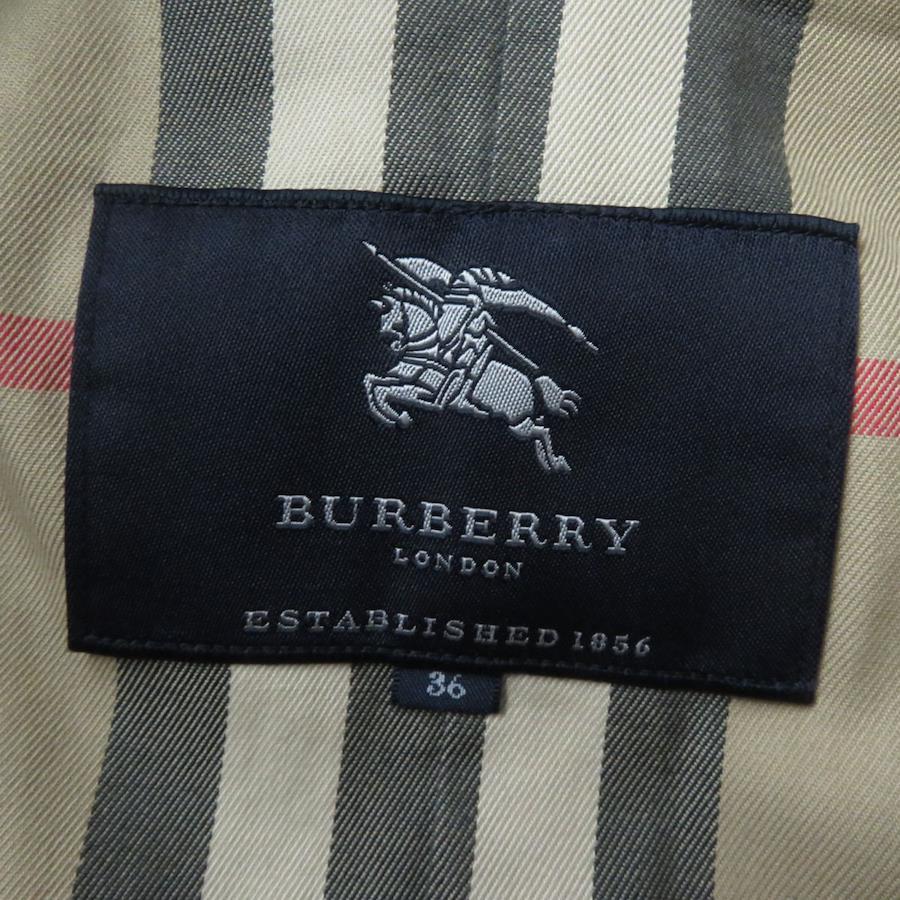 BURBERRY
LONDON
ESTABLISHED 1856
36